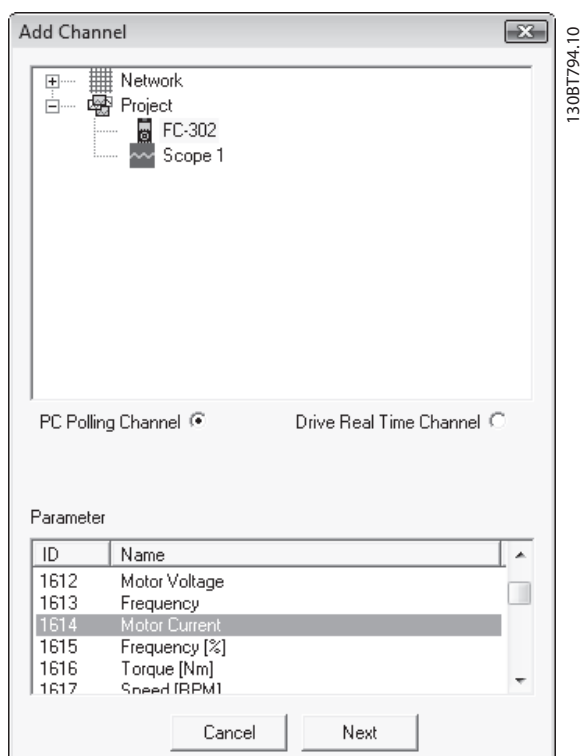 Add Channel
130BT794.10
Network
Project
FC-302
Scope 1
PC Polling Channel
Drive Real Time Channel
Parameter
ID Name
1612 Motor Voltage
1613 Frequency
1614 Motor Current
1615 Frequency [%]
1616 Torque [Nm]
1617 Speed [RPM]
Cancel Next